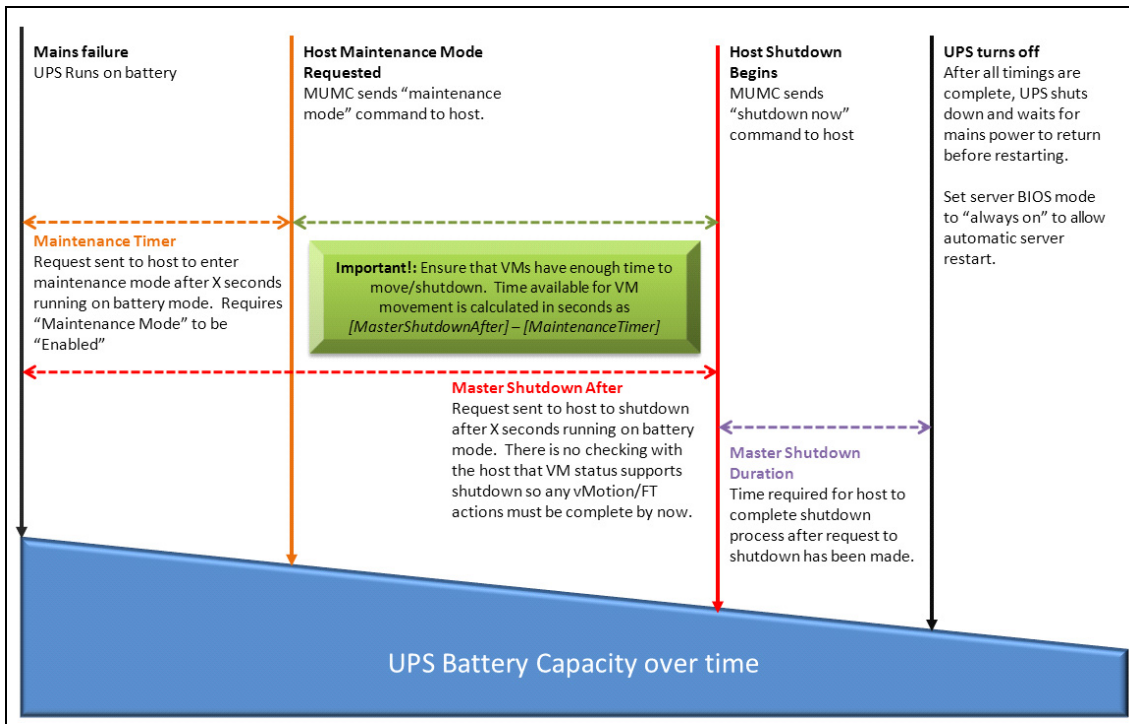 Mains failure
UPS Runs on battery
Host Maintenance Mode
Requested
MUMC sends “maintenance
mode” command to host.
Host Shutdown
Begins
MUMC sends
“shutdown now”
command to host
UPS turns off
After all timings are
complete, UPS shuts
down and waits for
mains power to return
before restarting.
Set server BIOS mode
to “always on” to allow
automatic server
restart.
Maintenance Timer
Request sent to host to enter
maintenance mode after X seconds
running on battery mode. Requires
“Maintenance Mode” to be
“Enabled”
Important!: Ensure that VMs have enough time to
move/shutdown. Time available for VM
movement is calculated in seconds as
[MasterShutdownAfter] – [MaintenanceTimer]
Master Shutdown After
Request sent to host to shutdown
after X seconds running on battery
mode. There is no checking with
the host that VM status supports
shutdown so any vMotion/FT
actions must be complete by now.
Master Shutdown
Duration
Time required for host to
complete shutdown
process after request to
shutdown has been made.
UPS Battery Capacity over time